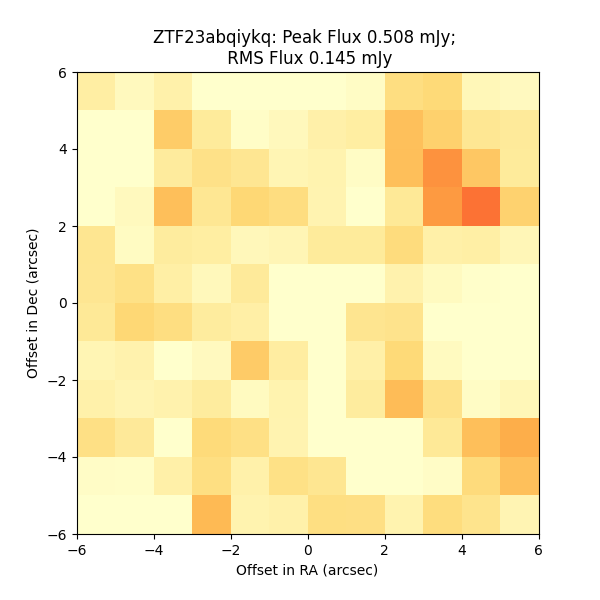 ZTF23abqiykq: Peak Flux 0.508 mJy;
RMS Flux 0.145 mJy
6
4
2
0
−2
−4
−6
Offset in Dec (arcsec)
−6 −4 −2 0 2 4 6
Offset in RA (arcsec)